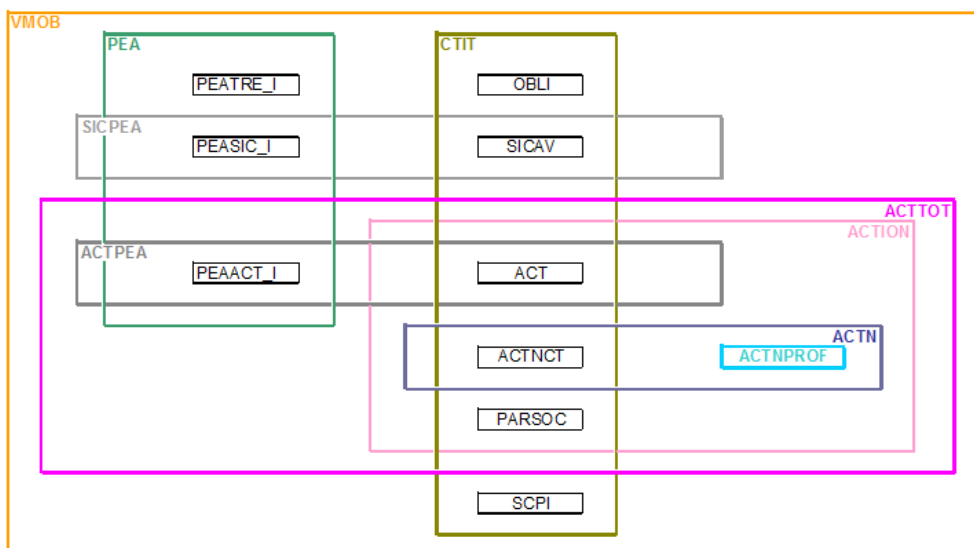 VMOB
PEA
CTIT
PEATRE_I
OBLI
SICPEA
PEASIC_I
SICAV
ACTTOT
ACTION
ACTPEA
PEAACT_I
ACT
ACTN
ACTNCT
ACTNPROF
PARSOC
SCPI